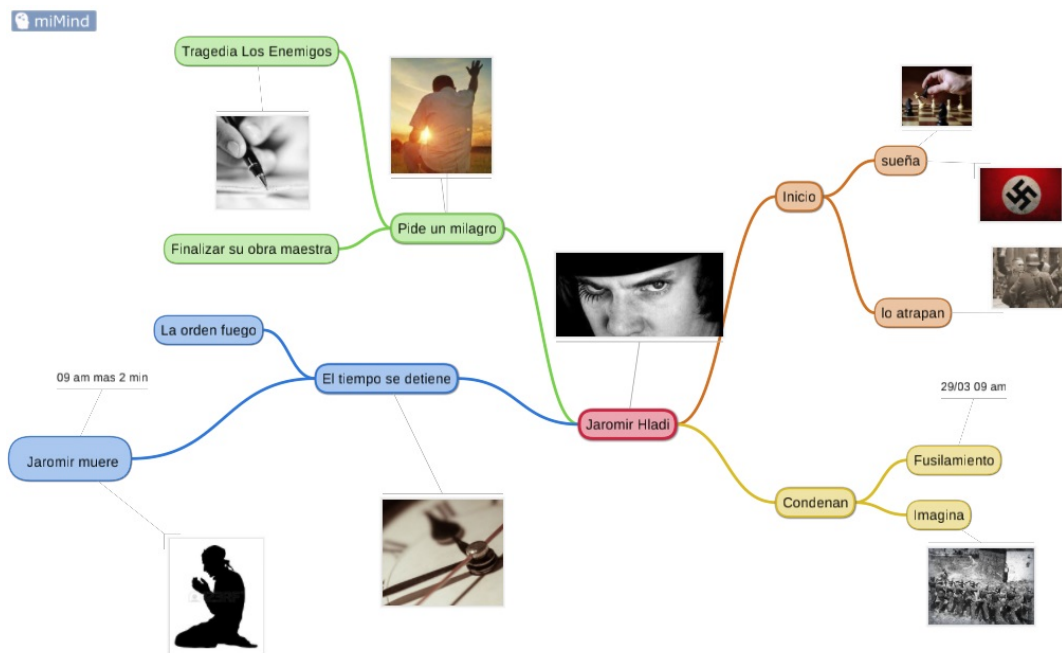 miMind
Tragedia Los Enemigos
Pide un milagro
Finalizar su obra maestra
Inicio
sueña
lo atrapan
La orden fuego
El tiempo se detiene
09 am mas 2 min
Jaromir muere
Jaromir Hladi
29/03 09 am
Fusilamiento
Condenan
Imagina